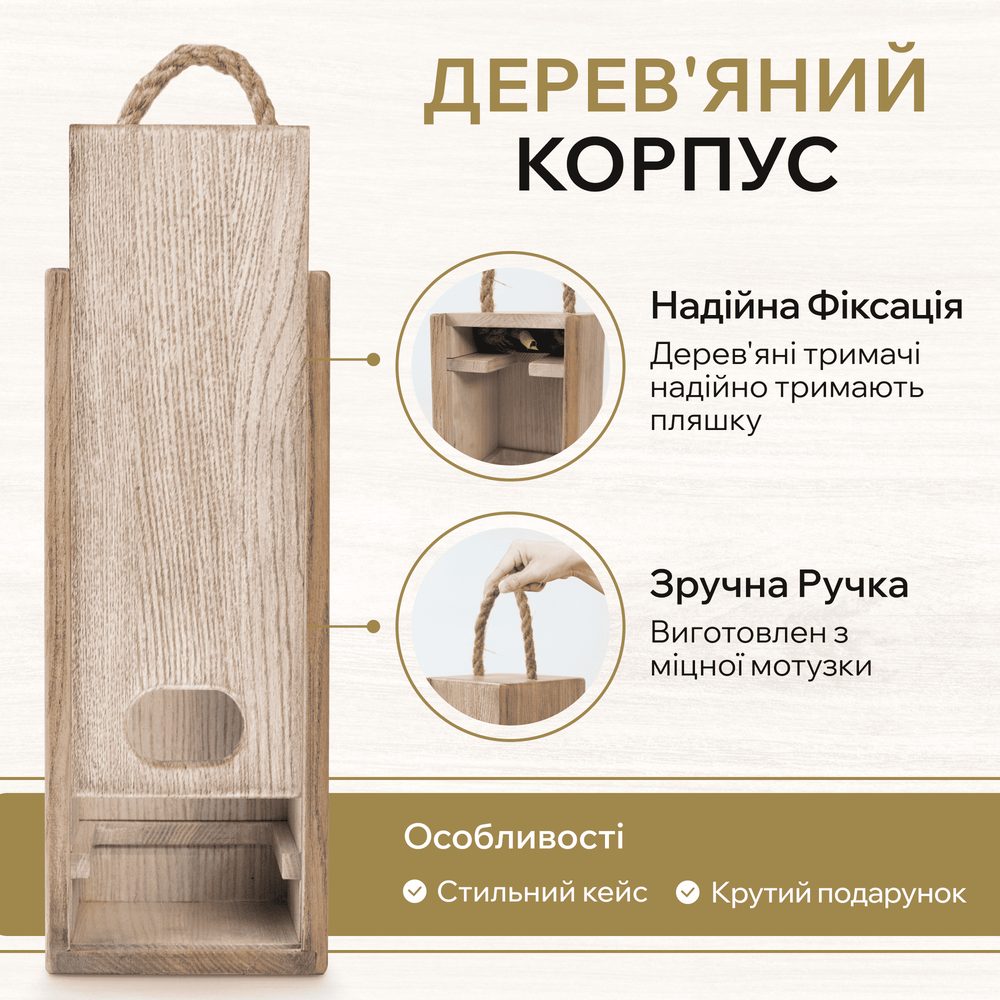 ДЕРЕВ'ЯНИЙ
КОРПУС
Надійна Фіксація
Дерев'яні тримачі
надійно тримають
пляшку
Зручна Ручка
Виготовлен з
міцної мотузки
Особливості
Стильний кейс
Крутий подарунок